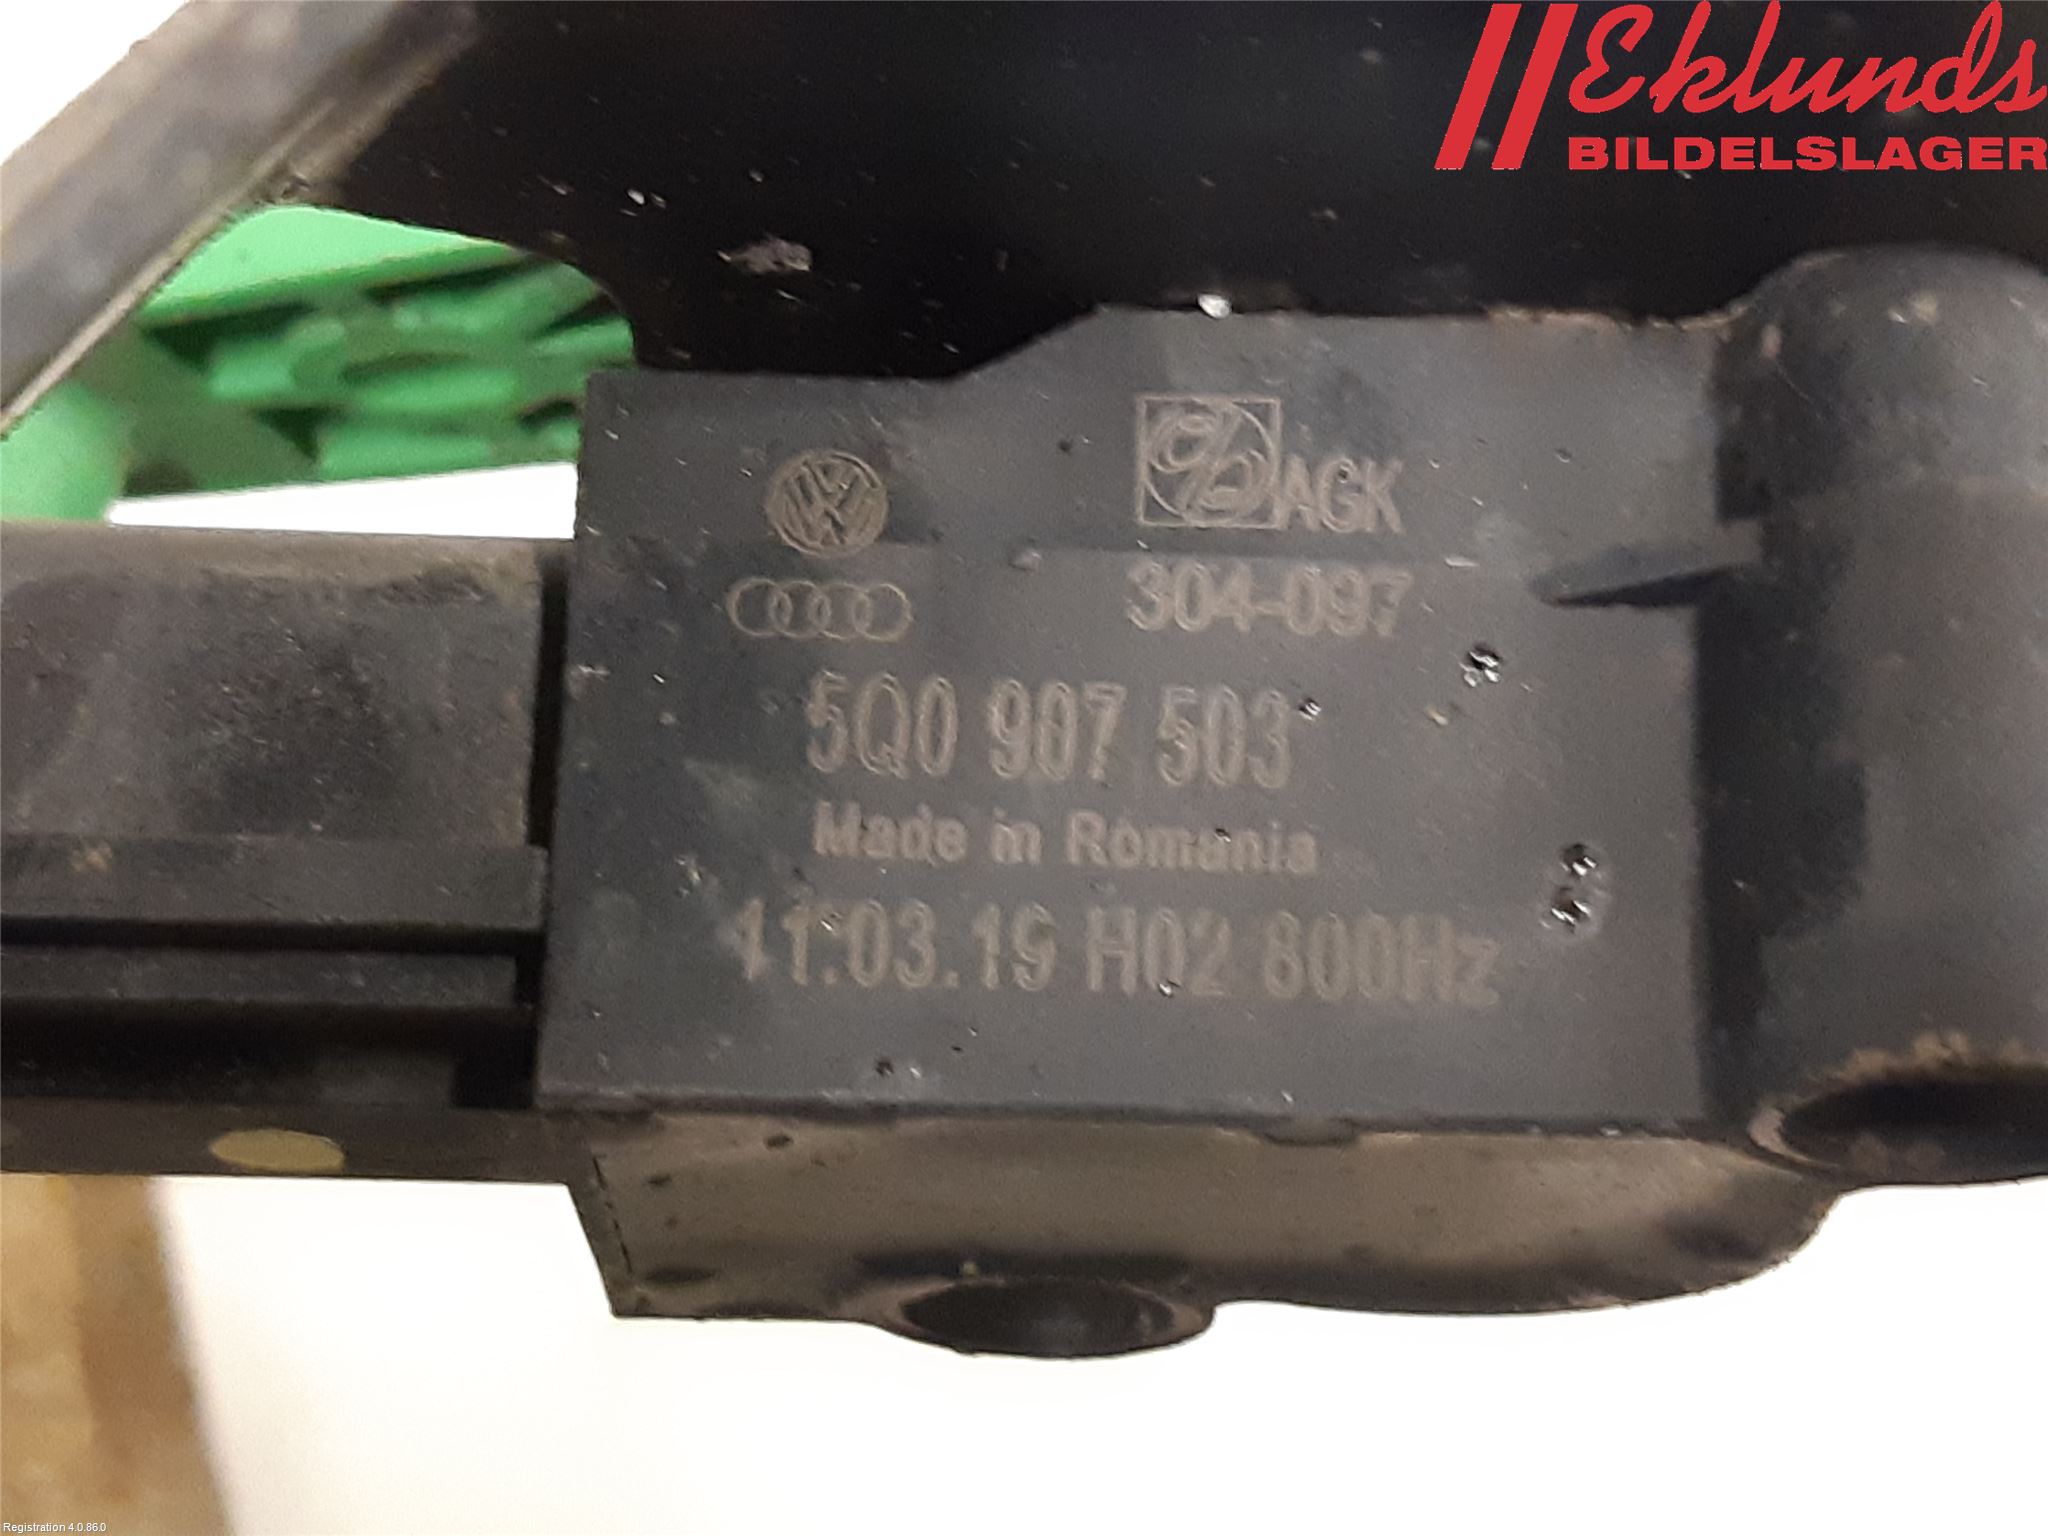 Eklunds
BILDELSLAGER
AGK
304-097
5Q0 907 503
Made in Romania
11.03.19 H02 800Hz
Registration 4.0.86.0